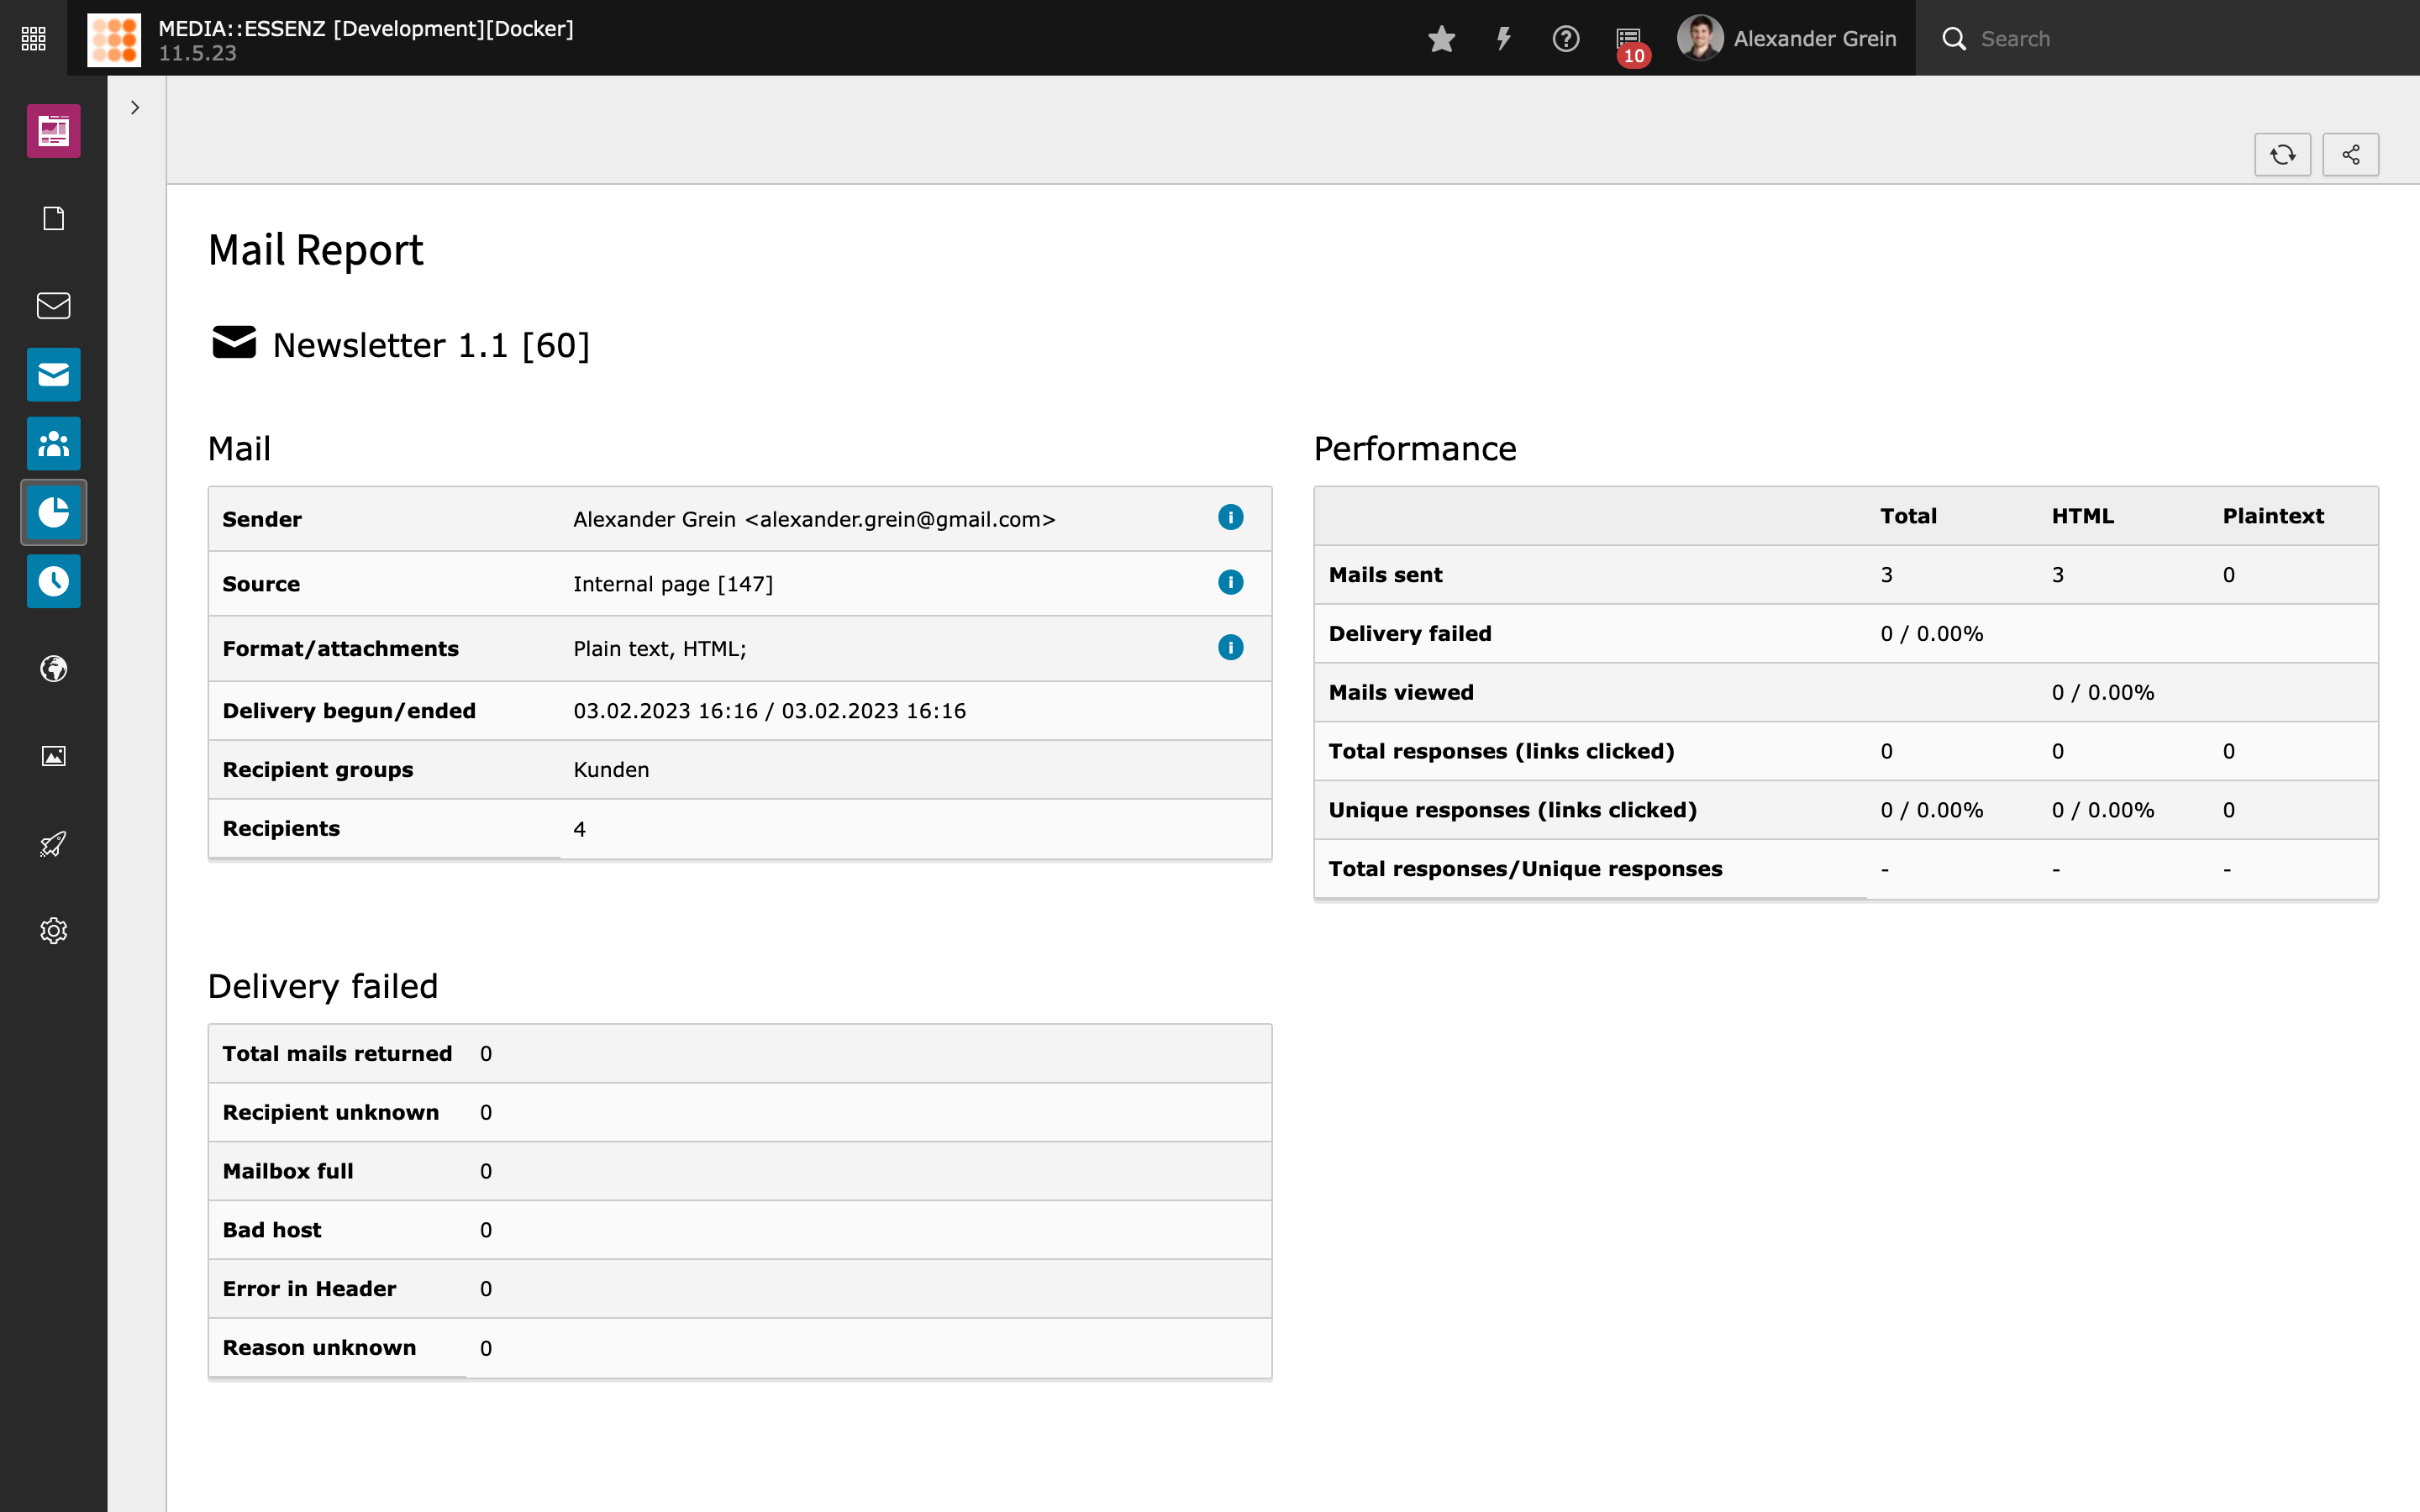 MEDIA::ESSENZ [Development][Docker]
11.5.23
10
Alexander Grein
Search
Mail Report
Newsletter 1.1 [60]
Mail
Sender Alexander Grein <alexander.grein@gmail.com>
Source Internal page [147]
Format/attachments Plain text, HTML;
Delivery begun/ended 03.02.2023 16:16 / 03.02.2023 16:16
Recipient groups Kunden
Recipients 4
Performance
Total HTML Plaintext
Mails sent 3 3 0
Delivery failed 0 / 0.00%
Mails viewed 0 / 0.00%
Total responses (links clicked) 0 0 0
Unique responses (links clicked) 0 / 0.00% 0 / 0.00% 0
Total responses/Unique responses - - -
Delivery failed
Total mails returned 0
Recipient unknown 0
Mailbox full 0
Bad host 0
Error in Header 0
Reason unknown 0